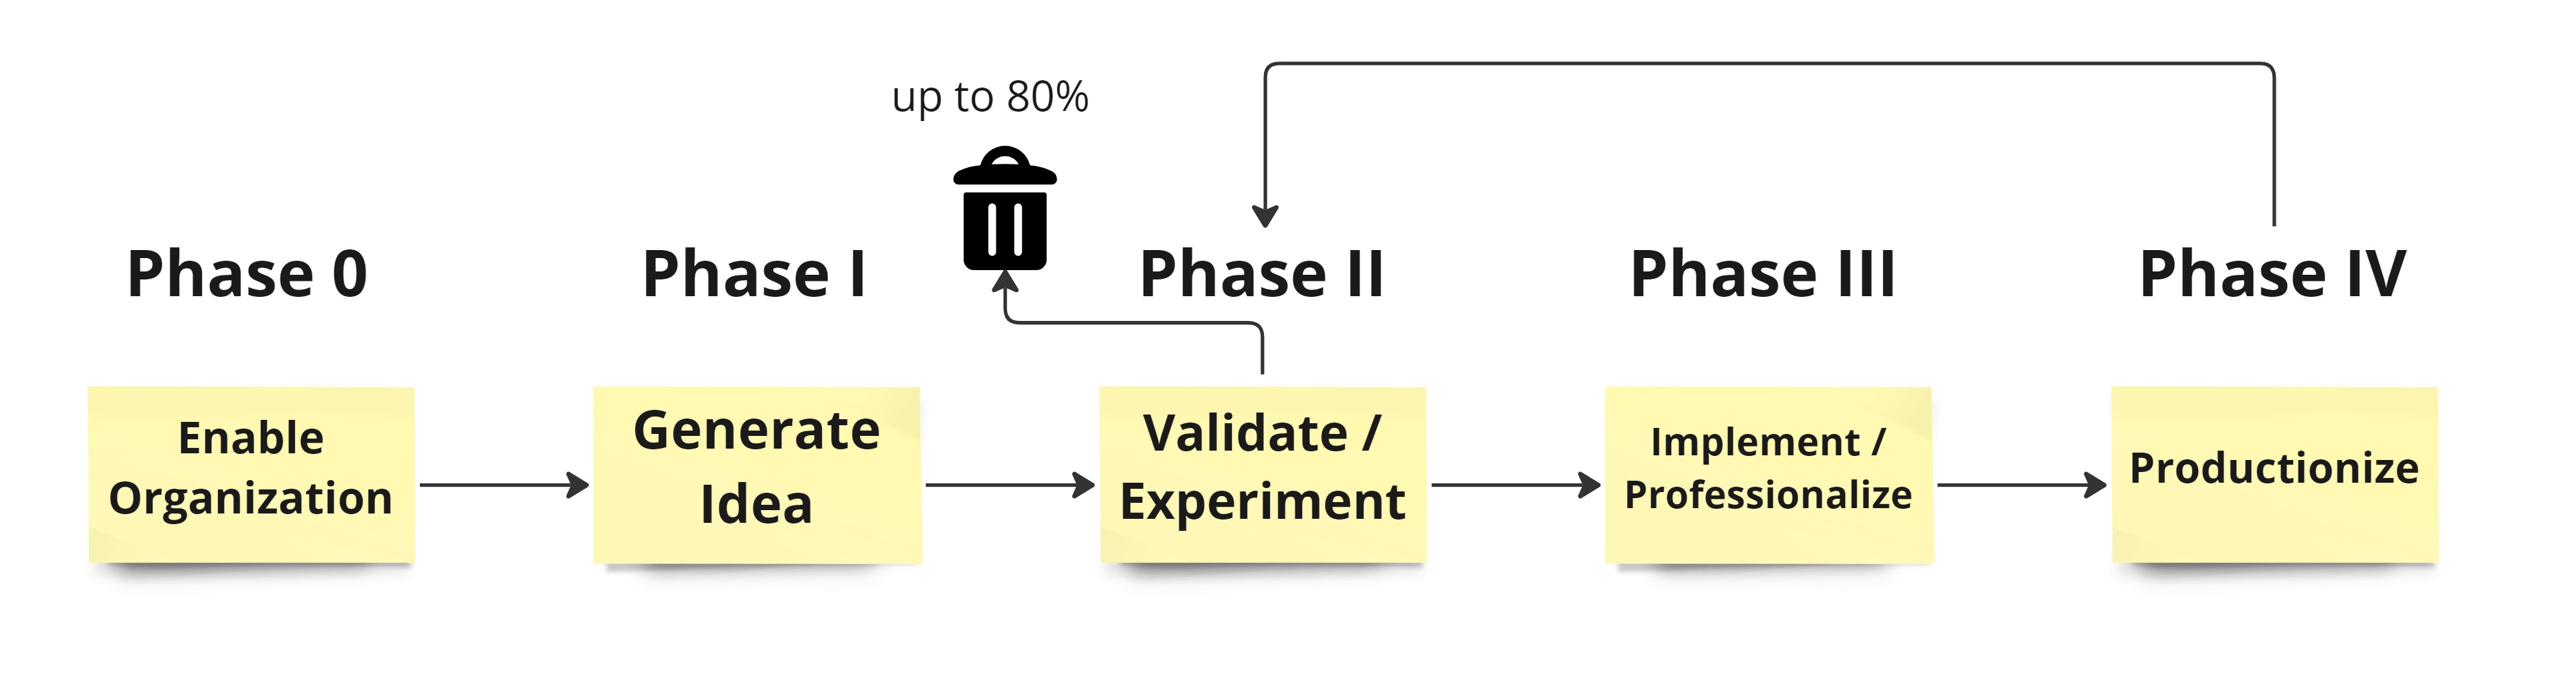 up to 80%
Phase 0
Phase I
Phase II
Phase III
Phase IV
Enable
Organization
Generate
Idea
Validate /
Experiment
Implement /
Professionalize
Productionize